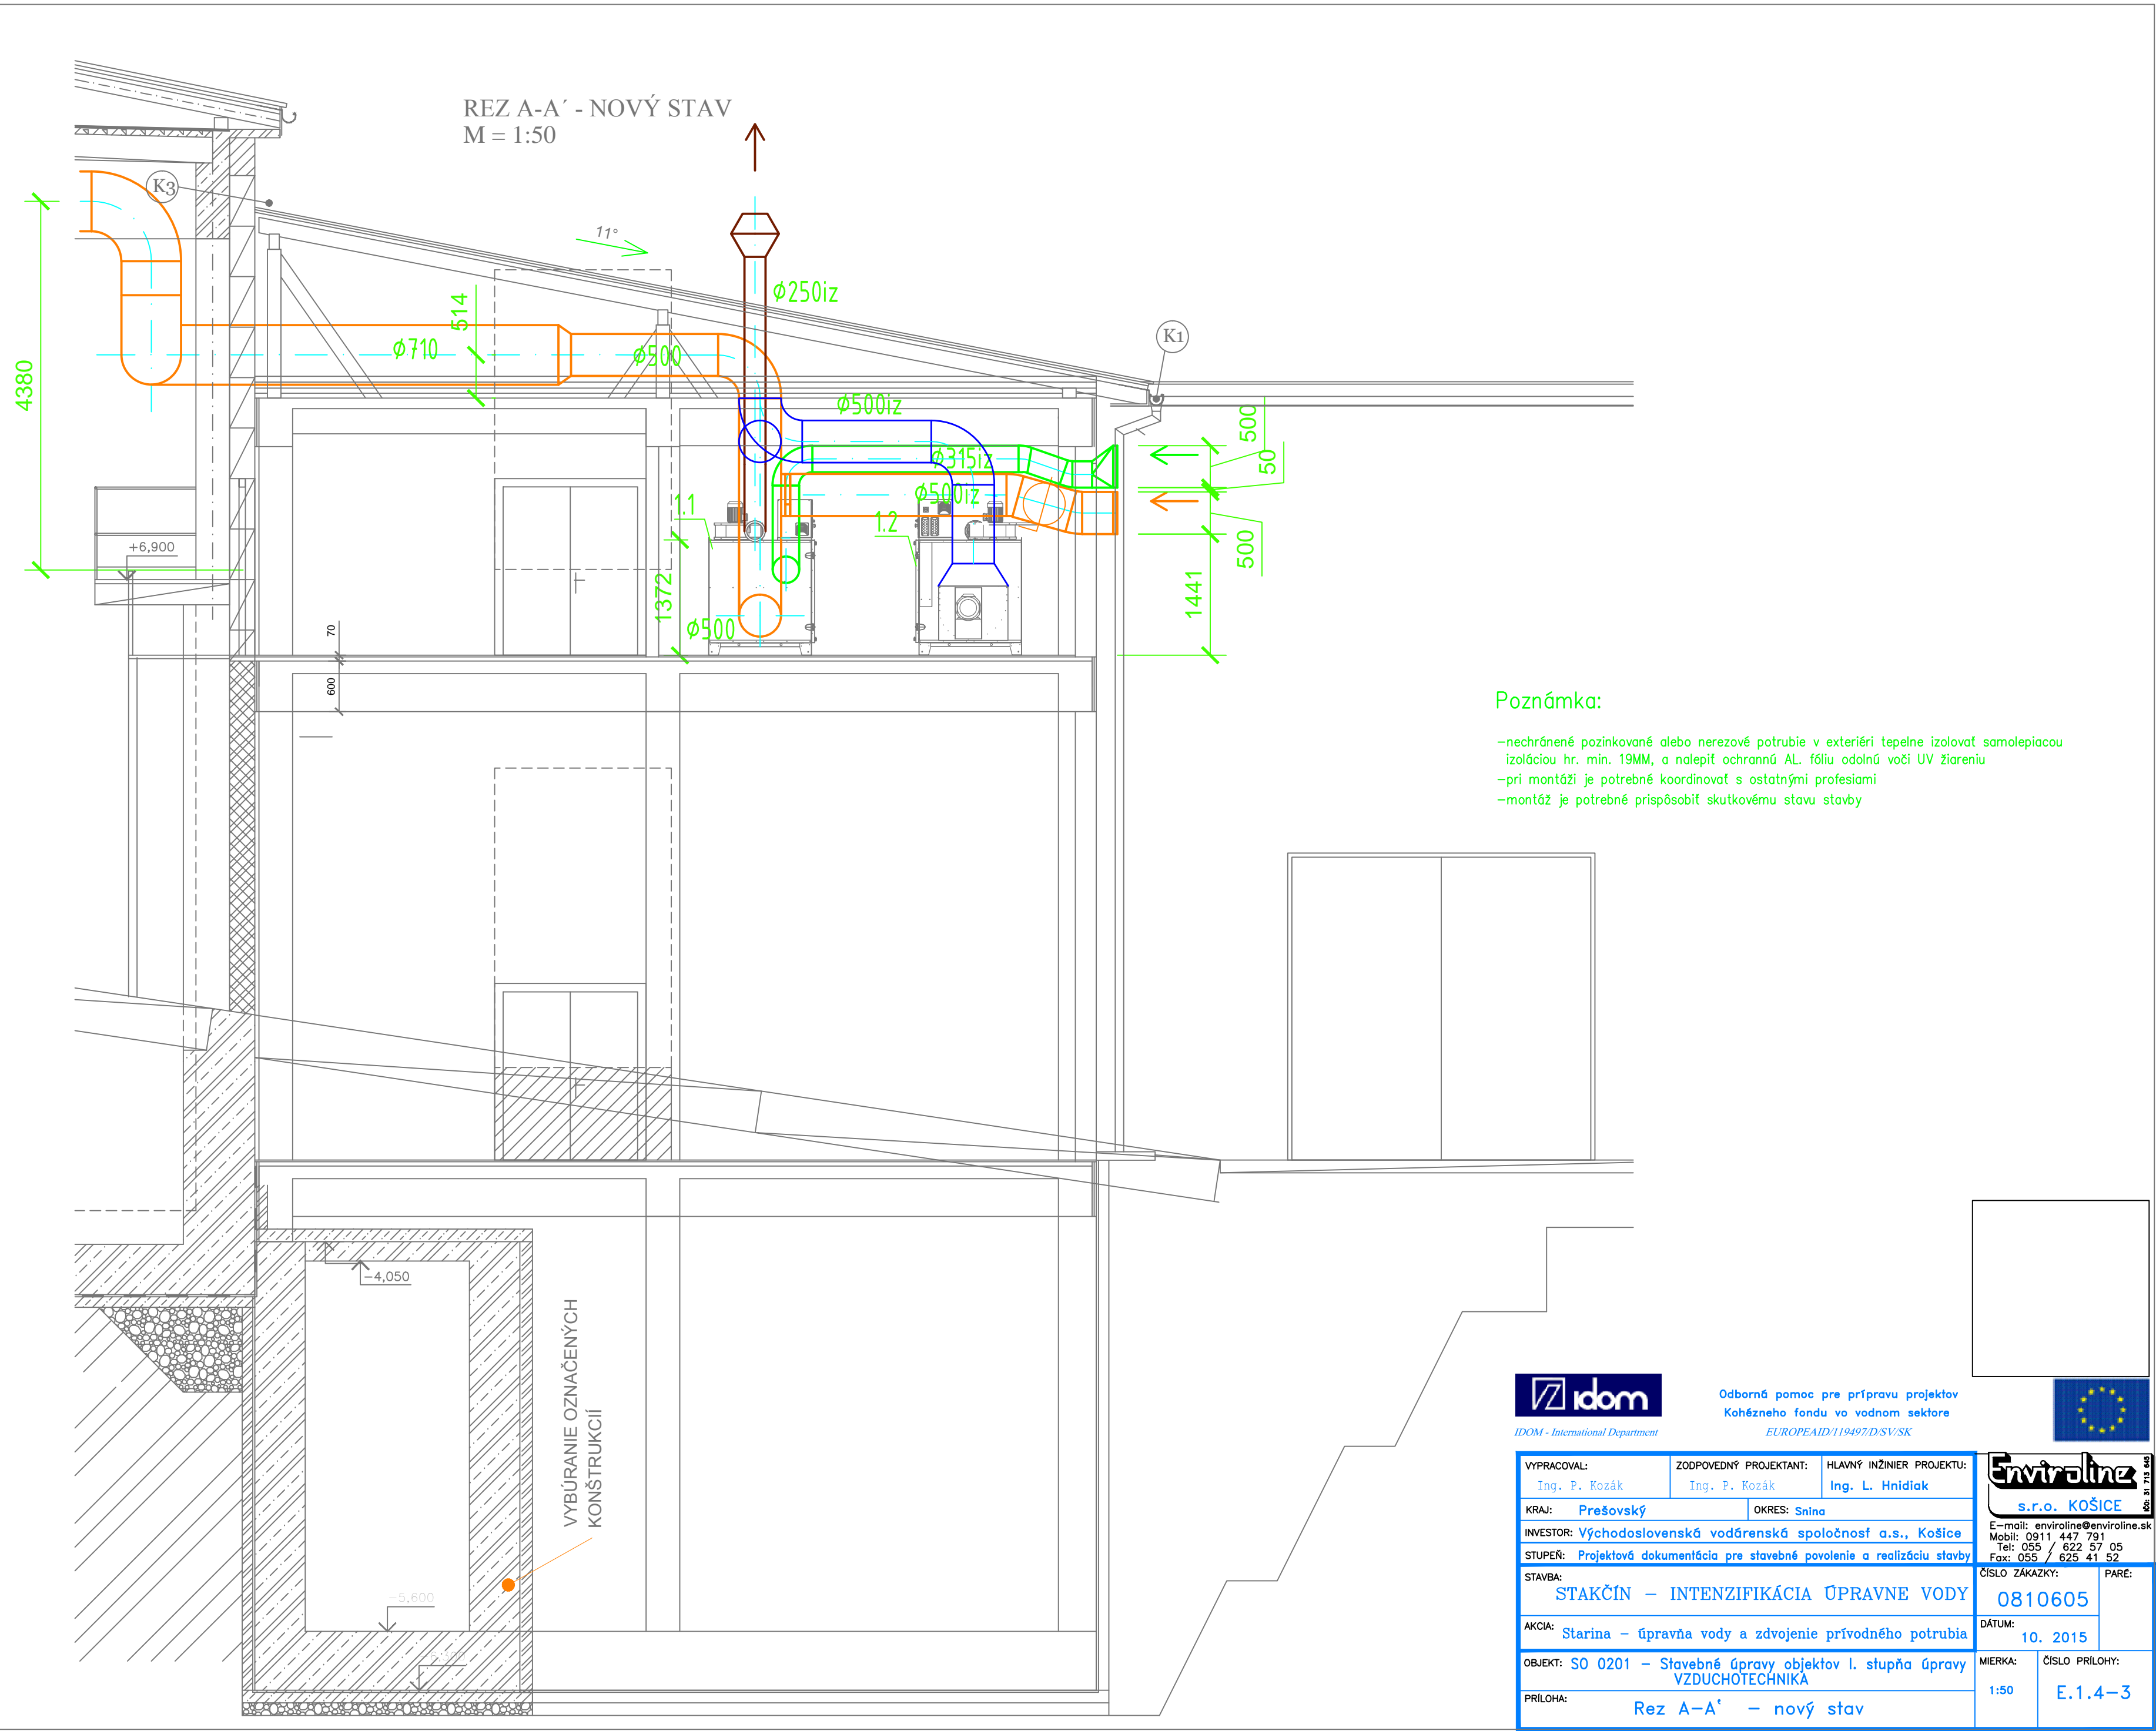 REZ A-A´ - NOVÝ STAV
M = 1:50
K3
11°
ϕ250iz
K1
4380
514
ϕ710
ϕ500
ϕ500iz
ϕ315iz
ϕ500iz
500
50
500
1441
1.1
1.2
1372
ϕ500
+6,900
70
600
Poznámka:
-nechránené pozinkované alebo nerezové potrubie v exteriéri tepelne izolovať samolepiacou
izoláciou hr. min. 19MM, a nalepiť ochrannú AL. fóliu odolnú voči UV žiareniu
-pri montáži je potrebné koordinovať s ostatnými profesiami
-montáž je potrebné prispôsobiť skutkovému stavu stavby
-4,050
VYBÚRANIE OZNAČENÝCH
KONŠTRUKCIÍ
-5,600
idom
IDOM - International Department
Odborná pomoc pre prípravu projektov
Kohézneho fondu vo vodnom sektore
EUROPEAID/119497/D/SV/SK
VYPRACOVAL:
Ing. P. Kozák
ZODPOVEDNÝ PROJEKTANT:
Ing. P. Kozák
HLAVNÝ INŽINIER PROJEKTU:
Ing. L. Hnidiak
KRAJ: Prešovský
OKRES: Snina
INVESTOR: Východoslovenská vodárenská spoločnosť a.s., Košice
STUPEŇ: Projektová dokumentácia pre stavebné povolenie a realizáciu stavby
STAVBA:
STAKČÍN - INTENZIFIKÁCIA ÚPRAVNE VODY
AKCIA: Starina - úpravňa vody a zdvojenie prívodného potrubia
OBJEKT: SO 0201 - Stavebné úpravy objektov I. stupňa úpravy
VZDUCHOTECHNIKA
PRÍLOHA: Rez A-A‘ - nový stav
Enviroline
s.r.o. KOŠICE
IČO: 31 713 645
E-mail: enviroline@enviroline.sk
Mobil: 0911 447 791
Tel: 055 / 622 57 05
Fax: 055 / 625 41 52
ČÍSLO ZÁKAZKY:
0810605
PARÉ:
DÁTUM:
10. 2015
MIERKA:
1:50
ČÍSLO PRÍLOHY:
E.1.4-3